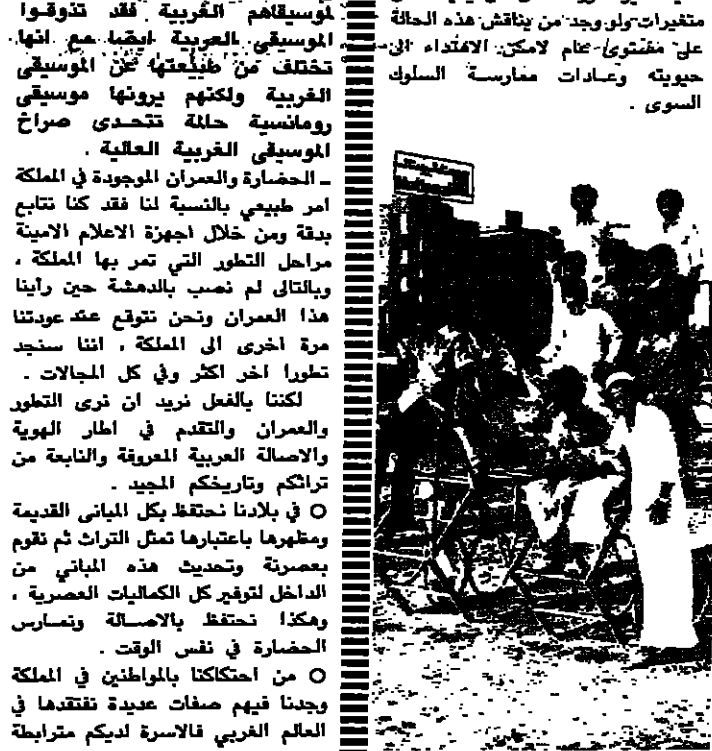 متغيرات ولو وجد من يناقش هذه الحالة
على مستوى عام لامكن الاهتداء الى
حيويته وعادات ممارسة السلوك
السوى .
موسيقاهم الغربية فقد تذوقوا
الموسيقى العربية ايضا مع انها
تختلف من طبيعتها عن الموسيقى
الغربية ولكنهم يرونها موسيقى
رومانسية حالمة تتحدى صراخ
الموسيقى الغربية العالية .
ـ الحضارة والعمران الموجودة في المملكة
امر طبيعي بالنسبة لنا فقد كنا نتابع
بدقة ومن خلال اجهزة الاعلام الامينة
مراحل التطور التي تمر بها المملكة ،
وبالتالى لم نصب بالدهشة حين رأينا
هذا العمران ونحن نتوقع عند عودتنا
مرة اخرى الى المملكة ، اننا سنجد
تطورا اخر اكثر وفي كل المجالات .
لكننا بالفعل نريد ان نرى التطور
والعمران والتقدم في اطار الهوية
والاصالة العربية المعروفة والنابعة من
تراثكم وتاريخكم المجيد .
○ في بلادنا نحتفظ بكل المبانى القديمة
ومظهرها باعتبارها تمثل التراث ثم نقوم
بعصرنة وتحديث هذه المباني من
الداخل لتوفير كل الكماليات العصرية ،
وهكذا نحتفظ بالاصالة ونمارس
الحضارة في نفس الوقت .
○ من احتكاكنا بالمواطنين في المملكة
وجدنا فيهم صفات عديدة نفتقدها في
العالم الغربي فالاسرة لديكم مترابطة